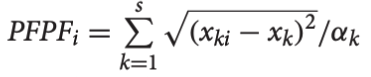 PFPF_i = \sum_{k=1}^{s} \sqrt{(x_{ki} - x_k)^2} / \alpha_k